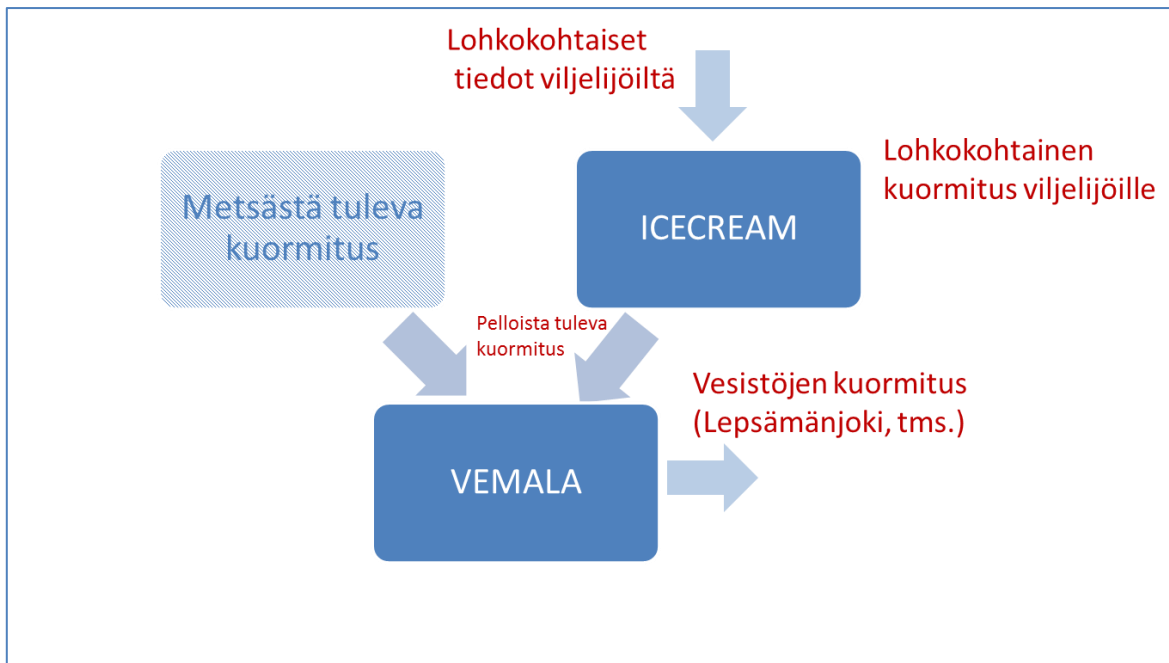 Lohkokohtaiset
tiedot viljelijöiltä
Metsästä tuleva
kuormitus
ICECREAM
Lohkokohtainen
kuormitus viljelijöille
Pelloista tuleva
kuormitus
VEMALA
Vesistöjen kuormitus
(Lepsämänjoki, tms.)